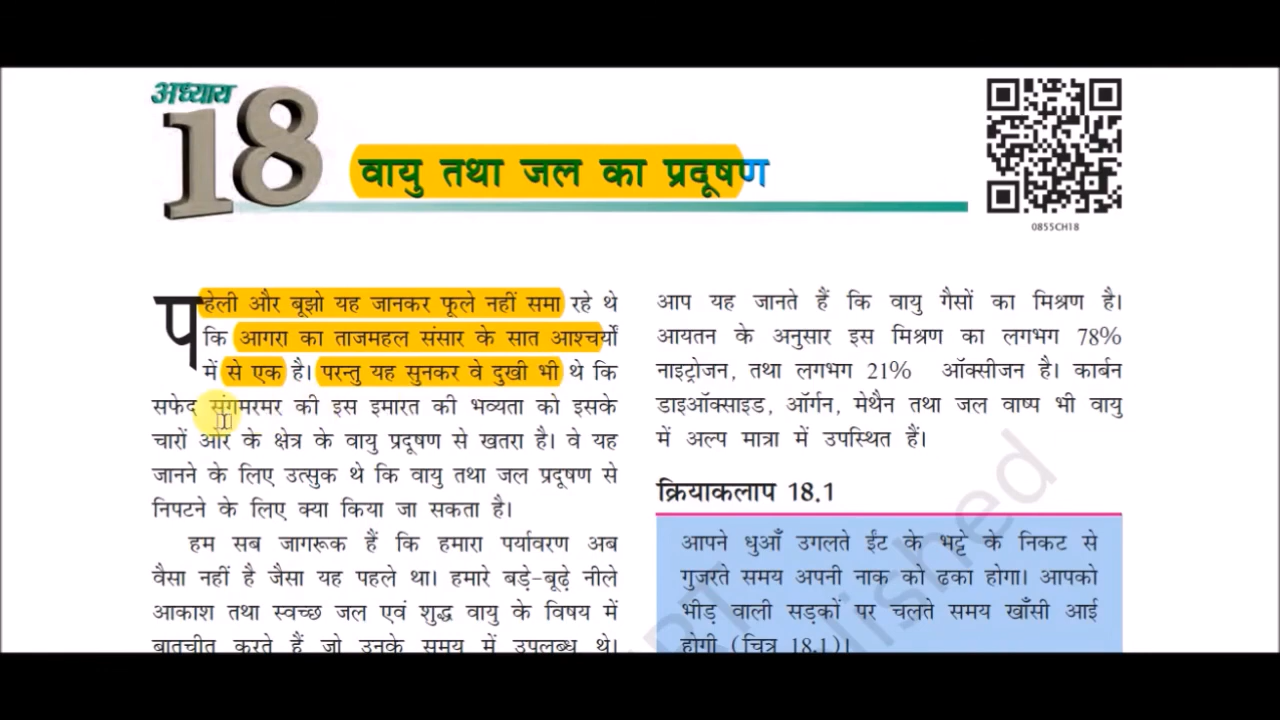 अध्याय
18
वायु तथा जल का प्रदूषण
0855CH18
पहेली और बूझो यह जानकर फूले नहीं समा रहे थे
कि आगरा का ताजमहल संसार के सात आश्चर्यों
में से एक है। परन्तु यह सुनकर वे दुखी भी थे कि
सफेद संगमरमर की इस इमारत की भव्यता को इसके
चारों ओर के क्षेत्र के वायु प्रदूषण से खतरा है। वे यह
जानने के लिए उत्सुक थे कि वायु तथा जल प्रदूषण से
निपटने के लिए क्या किया जा सकता है।
हम सब जागरूक हैं कि हमारा पर्यावरण अब
वैसा नहीं है जैसा यह पहले था। हमारे बड़े-बूढ़े नीले
आकाश तथा स्वच्छ जल एवं शुद्ध वायु के विषय में
बातचीत करते हैं जो उनके समय में उपलब्ध थे।
आप यह जानते हैं कि वायु गैसों का मिश्रण है।
आयतन के अनुसार इस मिश्रण का लगभग 78%
नाइट्रोजन, तथा लगभग 21% ऑक्सीजन है। कार्बन
डाइऑक्साइड, ऑर्गन, मेथैन तथा जल वाष्प भी वायु
में अल्प मात्रा में उपस्थित हैं।
क्रियाकलाप 18.1
आपने धुआँ उगलते ईंट के भट्टे के निकट से
गुजरते समय अपनी नाक को ढका होगा। आपको
भीड़ वाली सड़कों पर चलते समय खाँसी आई
होगी (चित्र 18.1)।